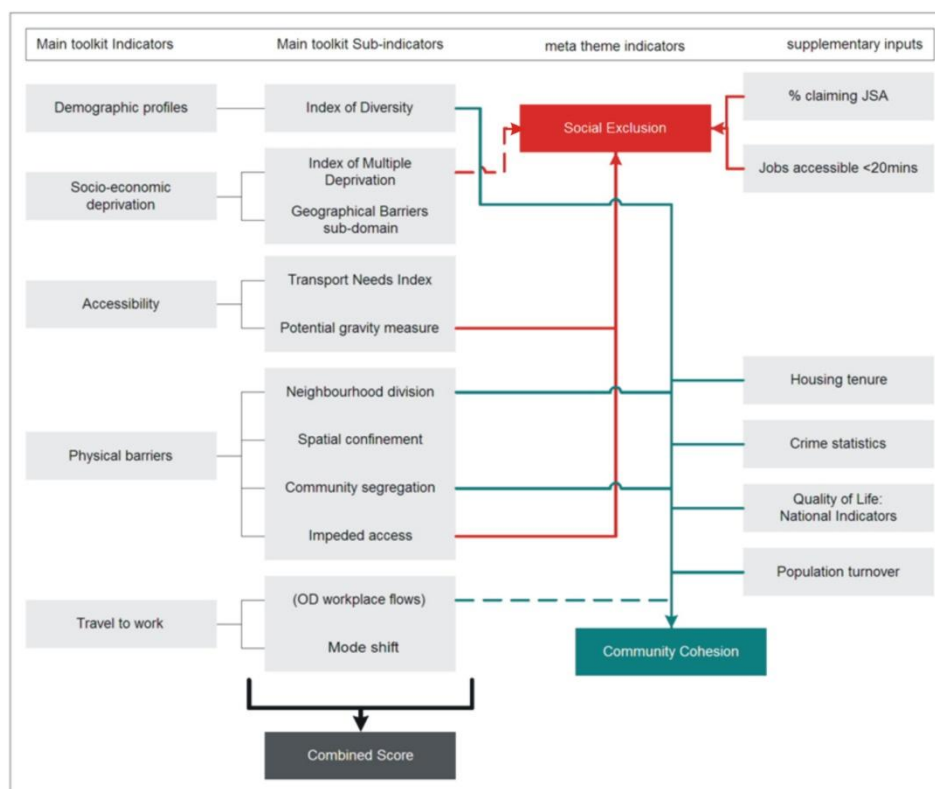 Main toolkit Indicators
Main toolkit Sub-indicators
meta theme indicators
supplementary inputs
Demographic profiles
Index of Diversity
Social Exclusion
% claiming JSA
Jobs accessible <20mins
Socio-economic
deprivation
Index of Multiple
Deprivation
Geographical Barriers
sub-domain
Accessibility
Transport Needs Index
Potential gravity measure
Physical barriers
Neighbourhood division
Spatial confinement
Community segregation
Impeded access
Housing tenure
Crime statistics
Quality of Life:
National Indicators
Population turnover
Travel to work
(OD workplace flows)
Mode shift
Community Cohesion
Combined Score